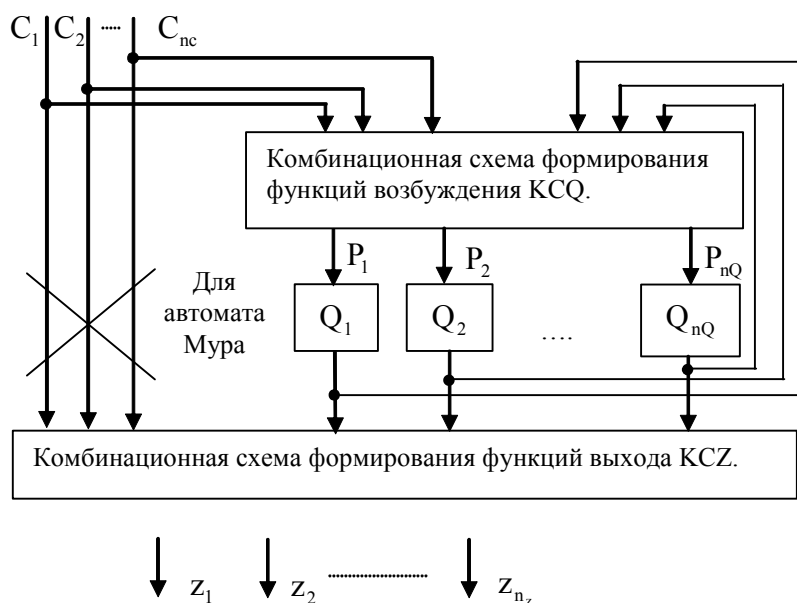 C1 C2 ..... Cnc
Комбинационная схема формирования
функций возбуждения KCQ.
P1 P2 PnQ
Для
автомата
Мура
Q1 Q2 .... QnQ
Комбинационная схема формирования функций выхода KCZ.
z1 z2 ..................... znz